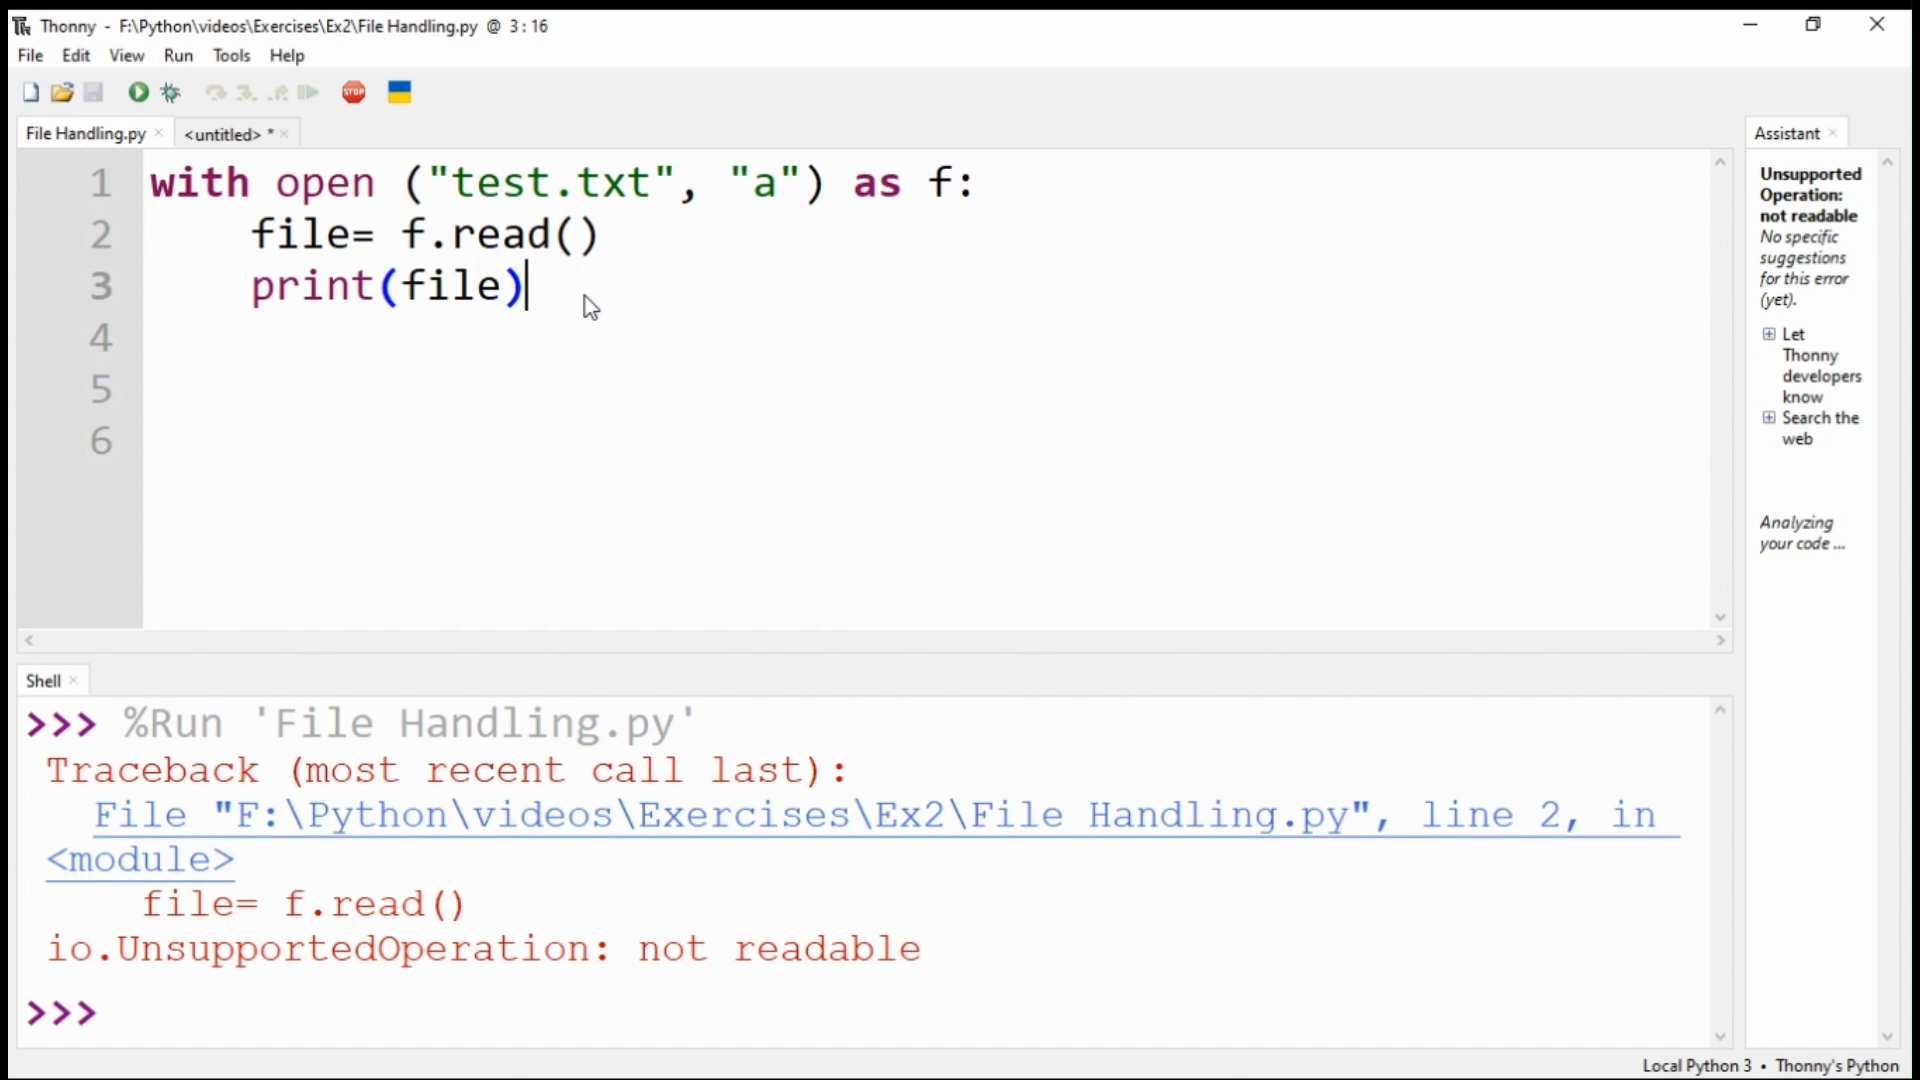 Thonny - F:\Python\videos\Exercises\Ex2\File Handling.py @ 3:16
File Edit View Run Tools Help
STOP
File Handling.py × <untitled> * ×
1 with open ("test.txt", "a") as f:
2     file= f.read()
3     print(file)
4
5
6
Assistant ×
Unsupported
Operation:
not readable
No specific
suggestions
for this error
(yet).
Let
Thonny
developers
know
Search the
web
Analyzing
your code ...
Shell ×
>>> %Run 'File Handling.py'
Traceback (most recent call last):
  File "F:\Python\videos\Exercises\Ex2\File Handling.py", line 2, in
<module>
    file= f.read()
io.UnsupportedOperation: not readable
>>>
Local Python 3 • Thonny's Python